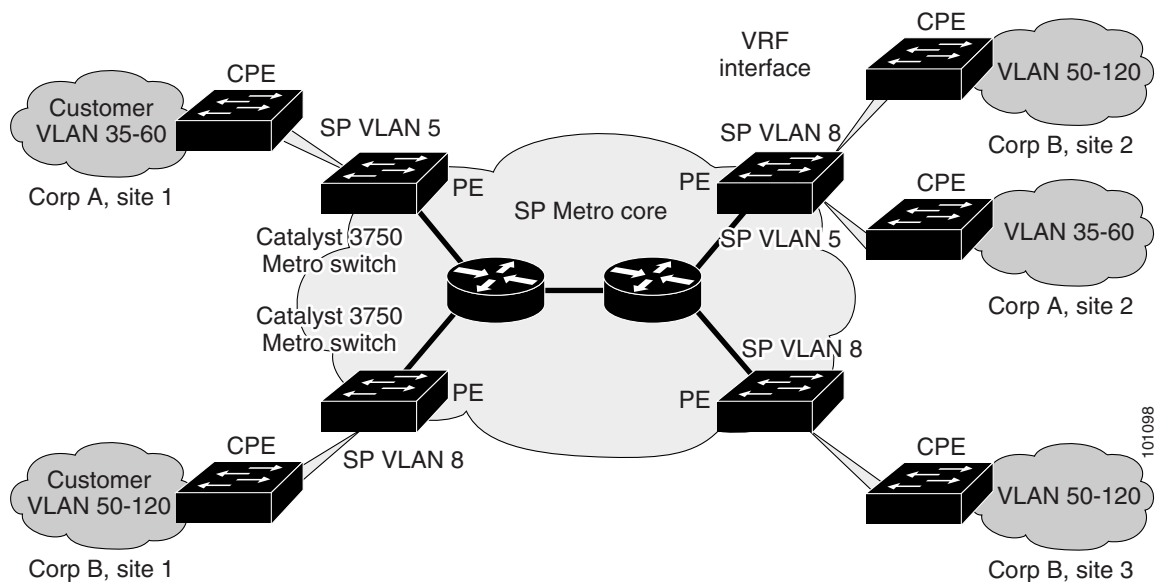 CPE
Customer
VLAN 35-60
Corp A, site 1
SP VLAN 5
PE
Catalyst 3750
Metro switch
Catalyst 3750
Metro switch
PE
SP VLAN 8
CPE
Customer
VLAN 50-120
Corp B, site 1
SP Metro core
VRF
interface
CPE
VLAN 50-120
Corp B, site 2
SP VLAN 8
PE
SP VLAN 5
CPE
VLAN 35-60
Corp A, site 2
SP VLAN 8
PE
CPE
VLAN 50-120
Corp B, site 3
101098